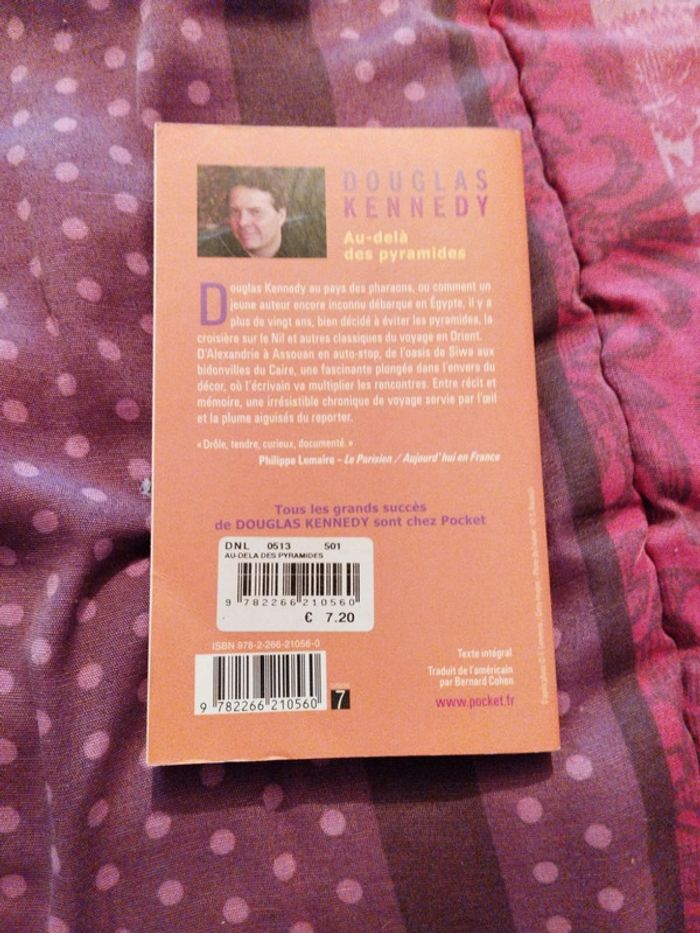 DOUGLAS
KENNEDY
Au-delà
des pyramides
Douglas Kennedy au pays des pharaons, ou comment un
jeune auteur encore inconnu débarque en Égypte, il y a
plus de vingt ans, bien décidé à éviter les pyramides, la
croisière sur le Nil et autres classiques du voyage en Orient.
D'Alexandrie à Assouan en auto-stop, de l'oasis de Siwa aux
bidonvilles du Caire, une fascinante plongée dans l'envers du
décor, où l'écrivain va multiplier les rencontres. Entre récit et
mémoire, une irrésistible chronique de voyage servie par l'œil
et la plume aiguisés du reporter.
« Drôle, tendre, curieux, documenté. »
Philippe Lemaire – Le Parisien / Aujourd'hui en France
Tous les grands succès
de DOUGLAS KENNEDY sont chez Pocket
DNL 0513 501
AU-DELA DES PYRAMIDES
9 782266 210560
€ 7.20
ISBN 978-2-266-21056-0
9 782266 210560
7
Texte intégral
Traduit de l'américain
par Bernard Cohen
www.pocket.fr